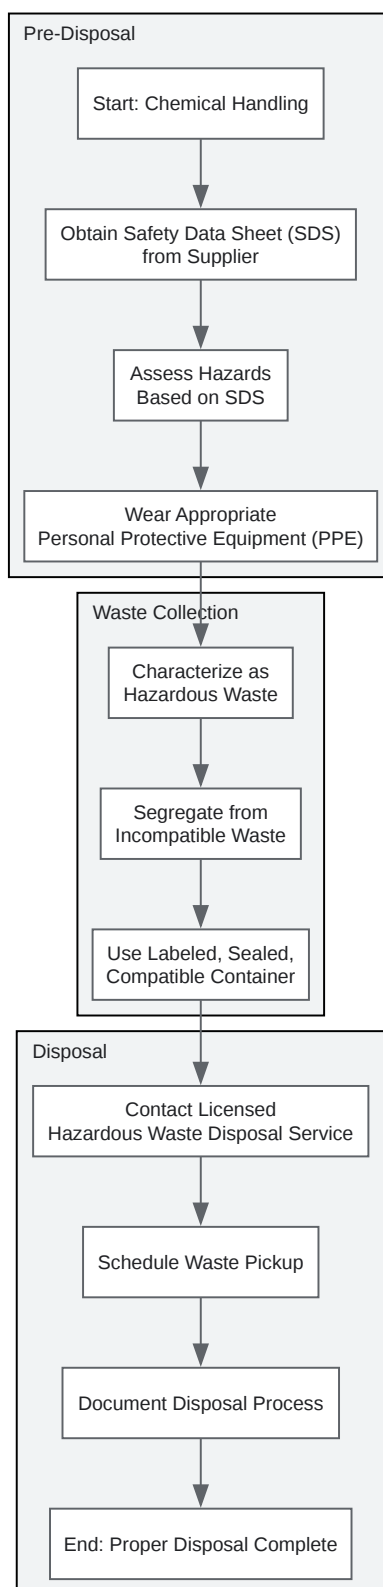 Pre-Disposal
Start: Chemical Handling
Obtain Safety Data Sheet (SDS)
from Supplier
Assess Hazards
Based on SDS
Wear Appropriate
Personal Protective Equipment (PPE)
Waste Collection
Characterize as
Hazardous Waste
Segregate from
Incompatible Waste
Use Labeled, Sealed,
Compatible Container
Disposal
Contact Licensed
Hazardous Waste Disposal Service
Schedule Waste Pickup
Document Disposal Process
End: Proper Disposal Complete